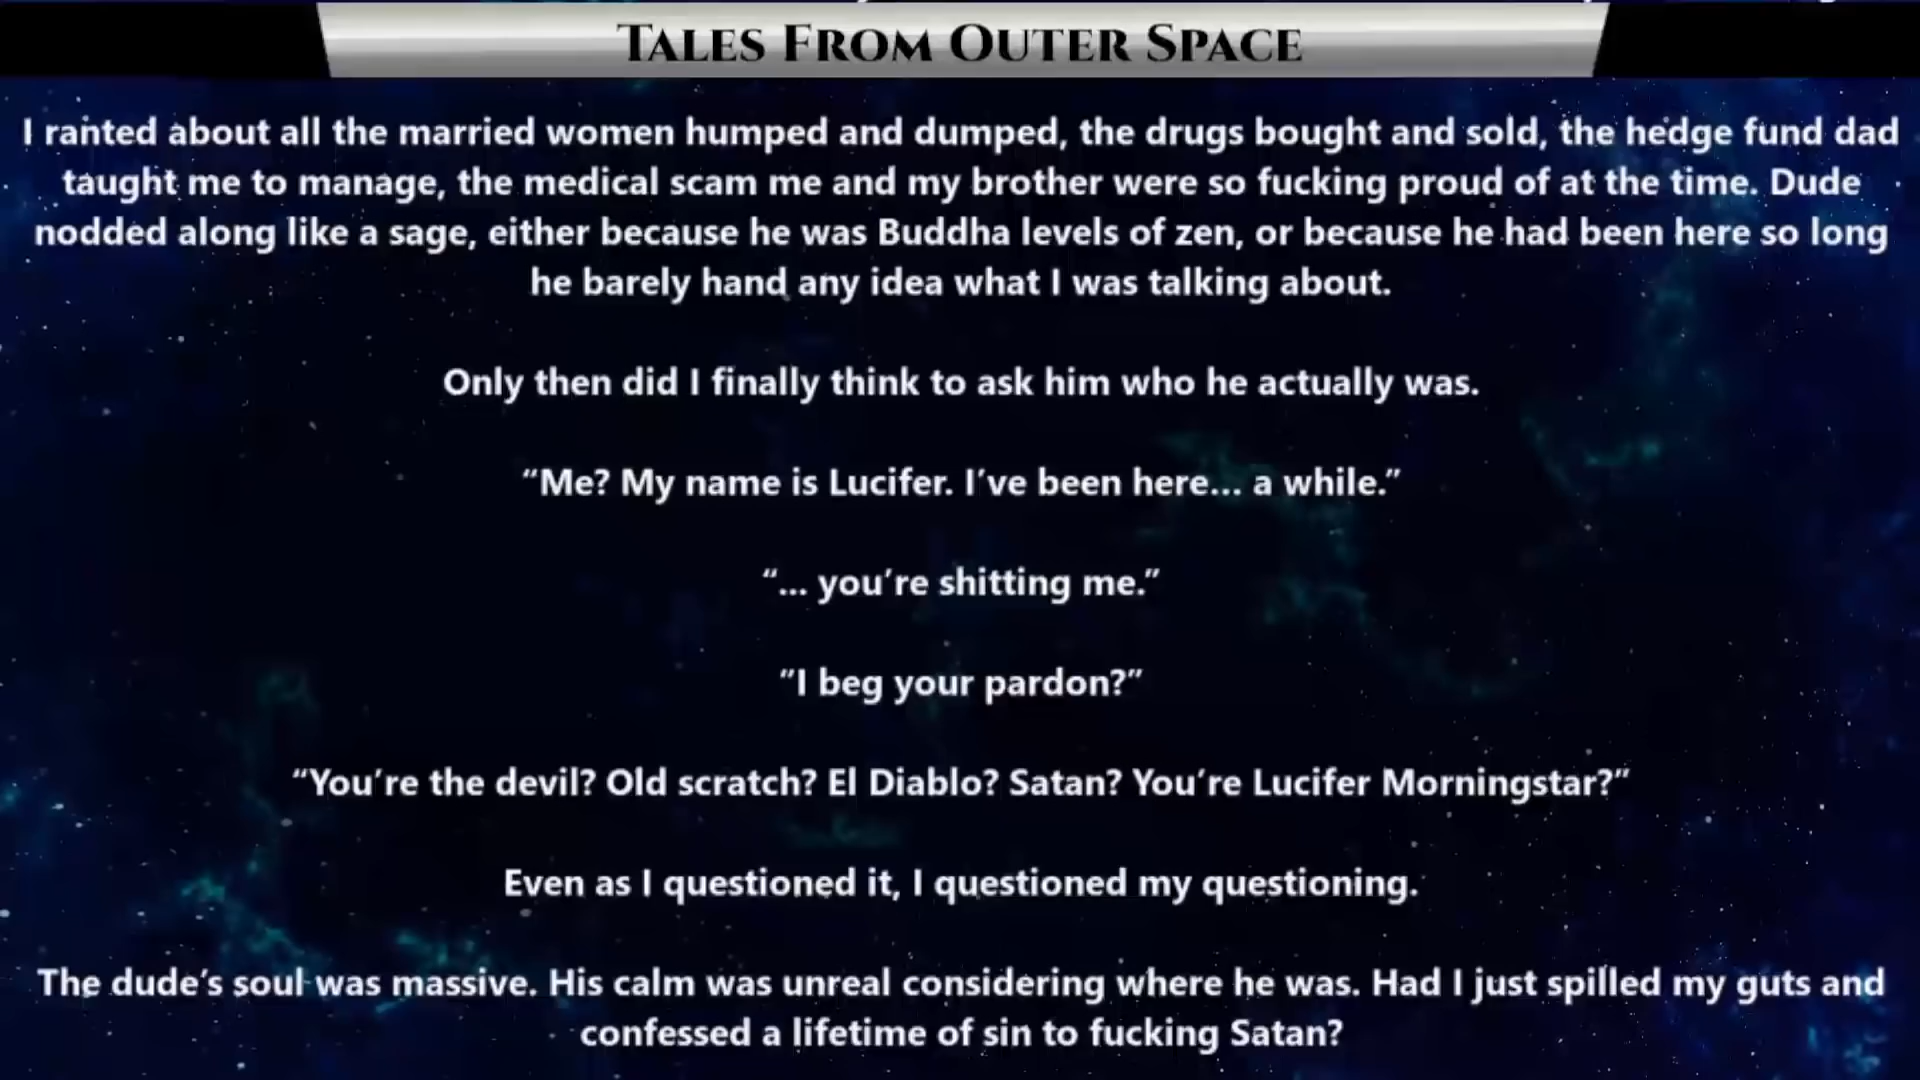 TALES FROM OUTER SPACE
I ranted about all the married women humped and dumped, the drugs bought and sold, the hedge fund dad
taught me to manage, the medical scam me and my brother were so fucking proud of at the time. Dude
nodded along like a sage, either because he was Buddha levels of zen, or because he had been here so long
he barely hand any idea what I was talking about.
Only then did I finally think to ask him who he actually was.
“Me? My name is Lucifer. I’ve been here... a while.”
“... you’re shitting me.”
“I beg your pardon?”
“You’re the devil? Old scratch? El Diablo? Satan? You’re Lucifer Morningstar?”
Even as I questioned it, I questioned my questioning.
The dude’s soul was massive. His calm was unreal considering where he was. Had I just spilled my guts and
confessed a lifetime of sin to fucking Satan?